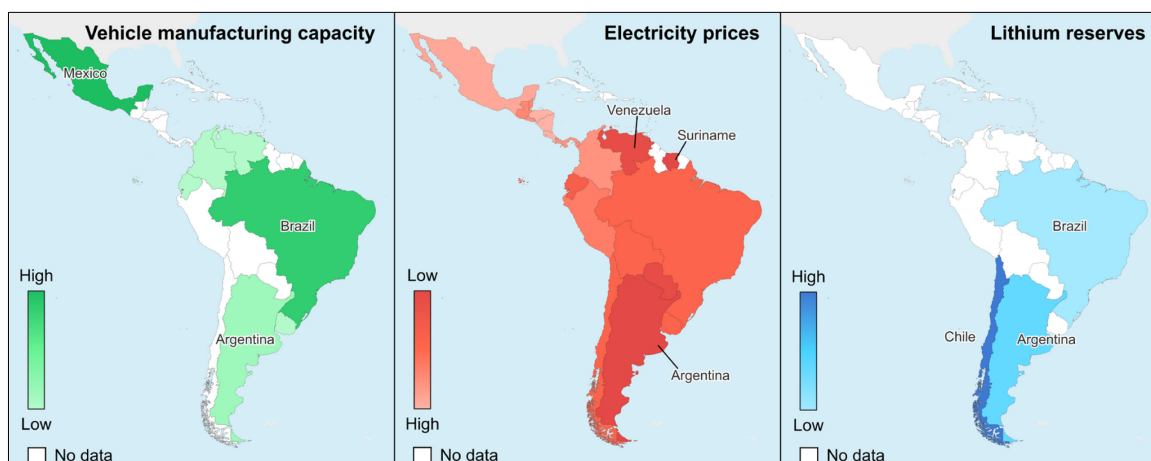 Vehicle manufacturing capacity
Mexico
Brazil
Argentina
High
Low
No data
Electricity prices
Venezuela
Suriname
Argentina
Low
High
No data
Lithium reserves
Brazil
Chile
Argentina
High
Low
No data